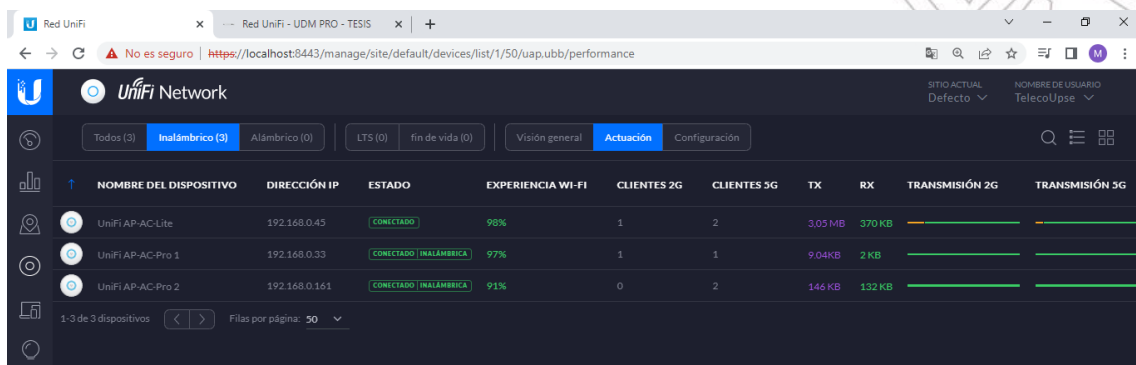 Red UniFi
Red UniFi - UDM PRO - TESIS
No es seguro | https://localhost:8443/manage/site/default/devices/list/1/50/uap,ubb/performance
M
UniFi Network
SITIO ACTUAL
Defecto
NOMBRE DE USUARIO
TelecoUpse
Todos (3) Inalámbrico (3) Alámbrico (0) LTS (0) fin de vida (0) Visión general Actuación Configuración
NOMBRE DEL DISPOSITIVO DIRECCIÓN IP ESTADO EXPERIENCIA WI-FI CLIENTES 2G CLIENTES 5G TX RX TRANSMISIÓN 2G TRANSMISIÓN 5G
UniFi AP-AC-Lite 192.168.0.45 CONECTADO 98% 1 2 3,05 MB 370 KB
UniFi AP-AC-Pro 1 192.168.0.33 CONECTADO | INALÁMBRICA 97% 1 1 9.04KB 2 KB
UniFi AP-AC-Pro 2 192.168.0.161 CONECTADO | INALÁMBRICA 91% 0 2 146 KB 132 KB
1-3 de 3 dispositivos Filas por página: 50